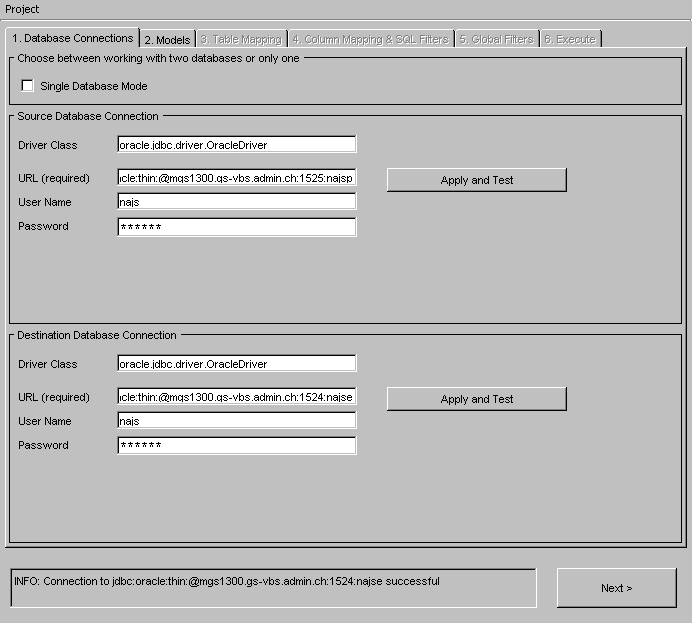 Project
1. Database Connections 2. Models 3. Table Mapping 4. Column Mapping & SQL Filters 5. Global Filters 6. Execute
Choose between working with two databases or only one
Single Database Mode
Source Database Connection
Driver Class oracle.jdbc.driver.OracleDriver
URL (required) cle:thin:@mgs1300.gs-vbs.admin.ch:1525:najsp Apply and Test
User Name najs
Password ******
Destination Database Connection
Driver Class oracle.jdbc.driver.OracleDriver
URL (required) cle:thin:@mgs1300.gs-vbs.admin.ch:1524:najse Apply and Test
User Name najs
Password ******
INFO: Connection to jdbc:oracle:thin:@mgs1300.gs-vbs.admin.ch:1524:najse successful
Next >